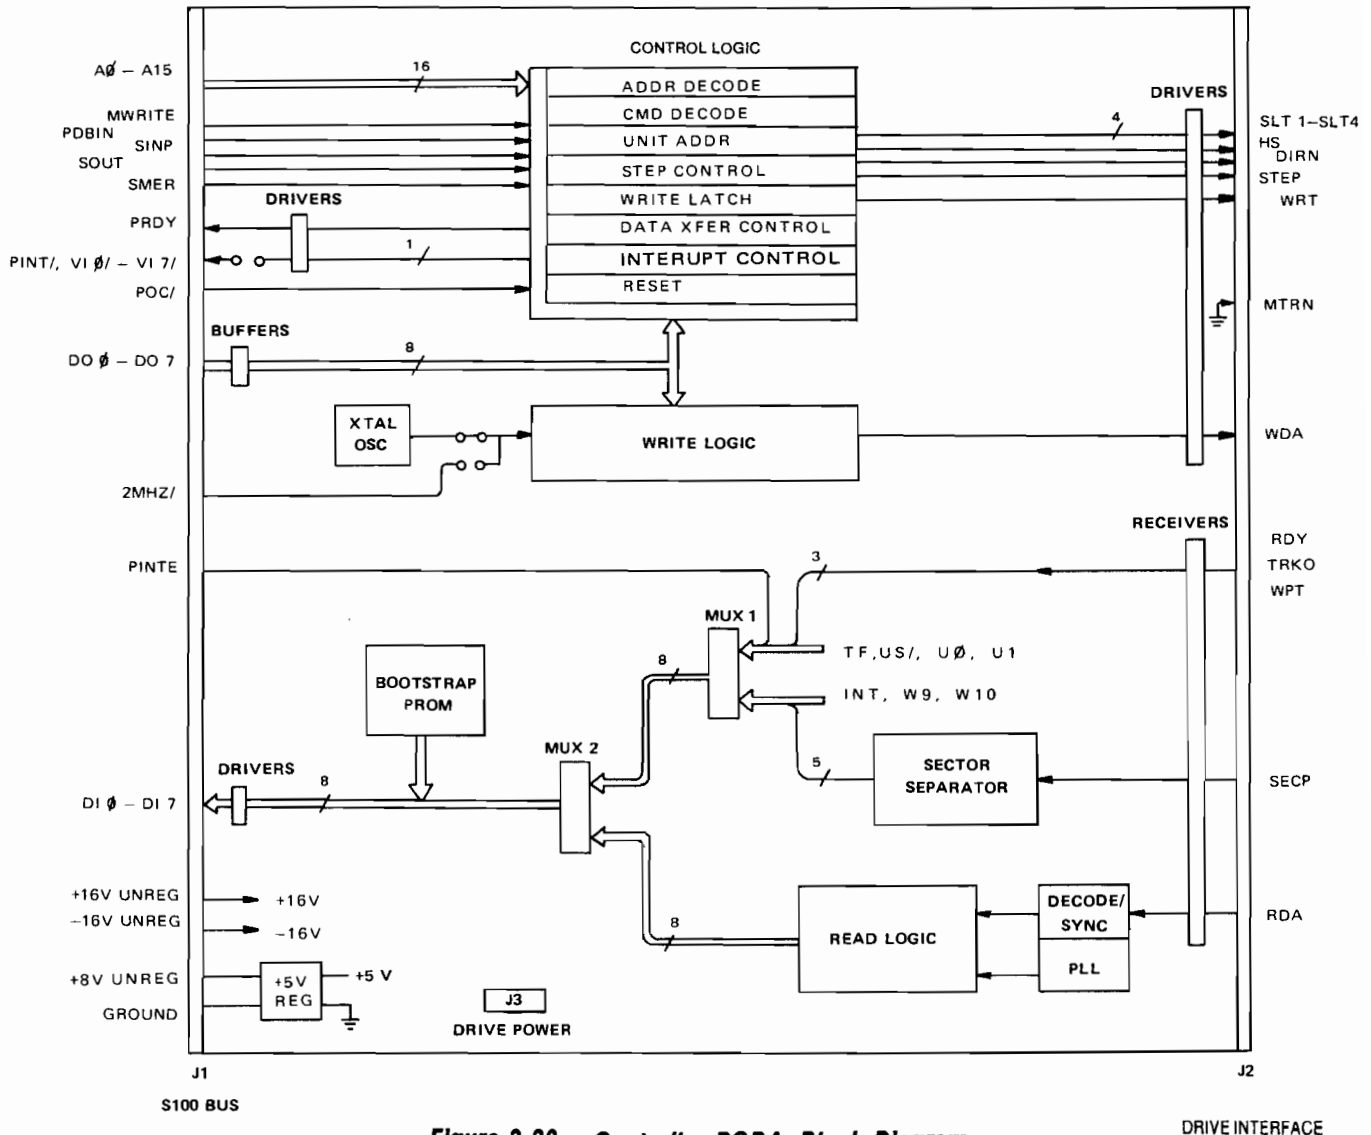 CONTROL LOGIC
AØ – A15
16
ADDR DECODE
DRIVERS
MWRITE
CMD DECODE
4
SLT 1–SLT4
PDBIN
UNIT ADDR
HS
SINP
DIRN
SOUT
STEP CONTROL
STEP
SMER
WRITE LATCH
WRT
DRIVERS
PRDY
DATA XFER CONTROL
PINT/, VI Ø/ – VI 7/
1
INTERUPT CONTROL
POC/
RESET
MTRN
BUFFERS
DO Ø – DO 7
8
XTAL
OSC
WRITE LOGIC
WDA
2MHZ/
RECEIVERS
RDY
PINTE
3
TRKO
WPT
MUX 1
TF,US/, UØ, U1
8
BOOTSTRAP
PROM
INT, W9, W10
MUX 2
5
SECTOR
SEPARATOR
SECP
DRIVERS
8
DI Ø – DI 7
+16V UNREG
+16V
–16V UNREG
–16V
8
READ LOGIC
DECODE/
SYNC
RDA
PLL
+8V UNREG
+5V
REG
+5 V
GROUND
J3
DRIVE POWER
J1
J2
S100 BUS
DRIVE INTERFACE